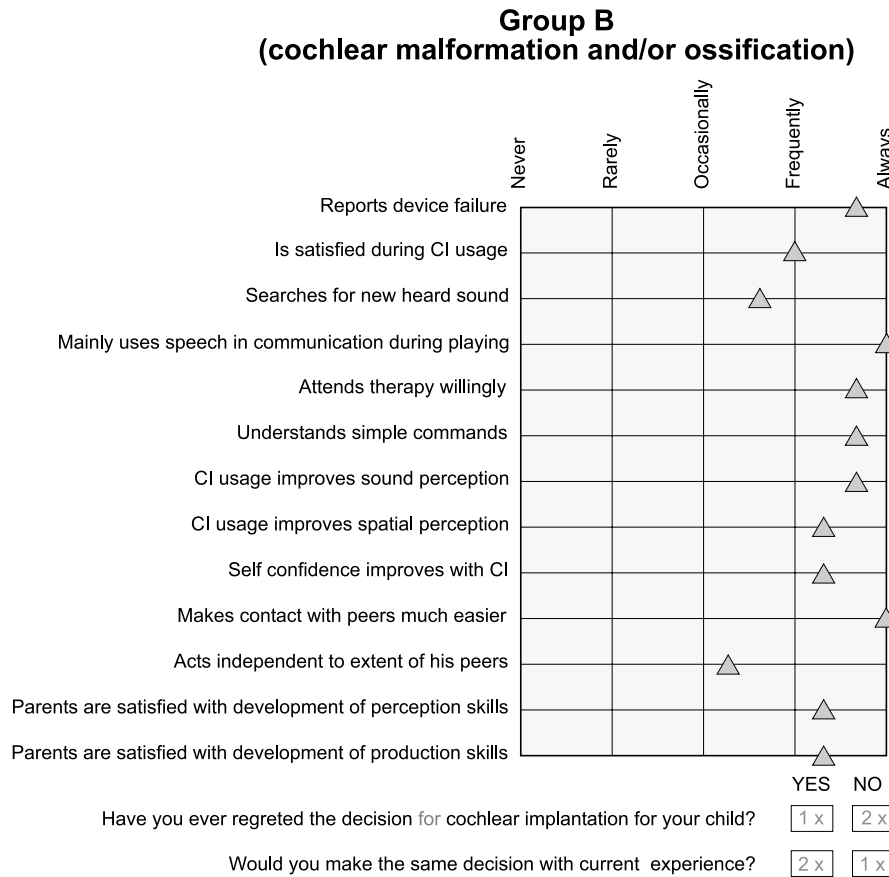 Group B
(cochlear malformation and/or ossification)
Never
Rarely
Occasionally
Frequently
Always
Reports device failure
Is satisfied during CI usage
Searches for new heard sound
Mainly uses speech in communication during playing
Attends therapy willingly
Understands simple commands
CI usage improves sound perception
CI usage improves spatial perception
Self confidence improves with CI
Makes contact with peers much easier
Acts independent to extent of his peers
Parents are satisfied with development of perception skills
Parents are satisfied with development of production skills
YES NO
Have you ever regretted the decision for cochlear implantation for your child? 1 x 2 x
Would you make the same decision with current experience? 2 x 1 x